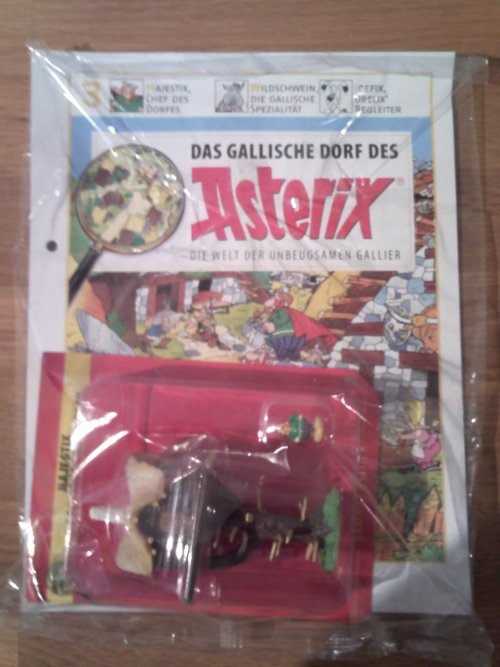 3
MAJESTIX,
CHEF DES
DORFES
WILDSCHWEIN,
DIE GALLISCHE
SPEZIALITÄT
IDEFIX,
OBELIX'
BEGLEITER
DAS GALLISCHE DORF DES
Asterix®
DIE WELT DER UNBEUGSAMEN GALLIER
MAJESTIX